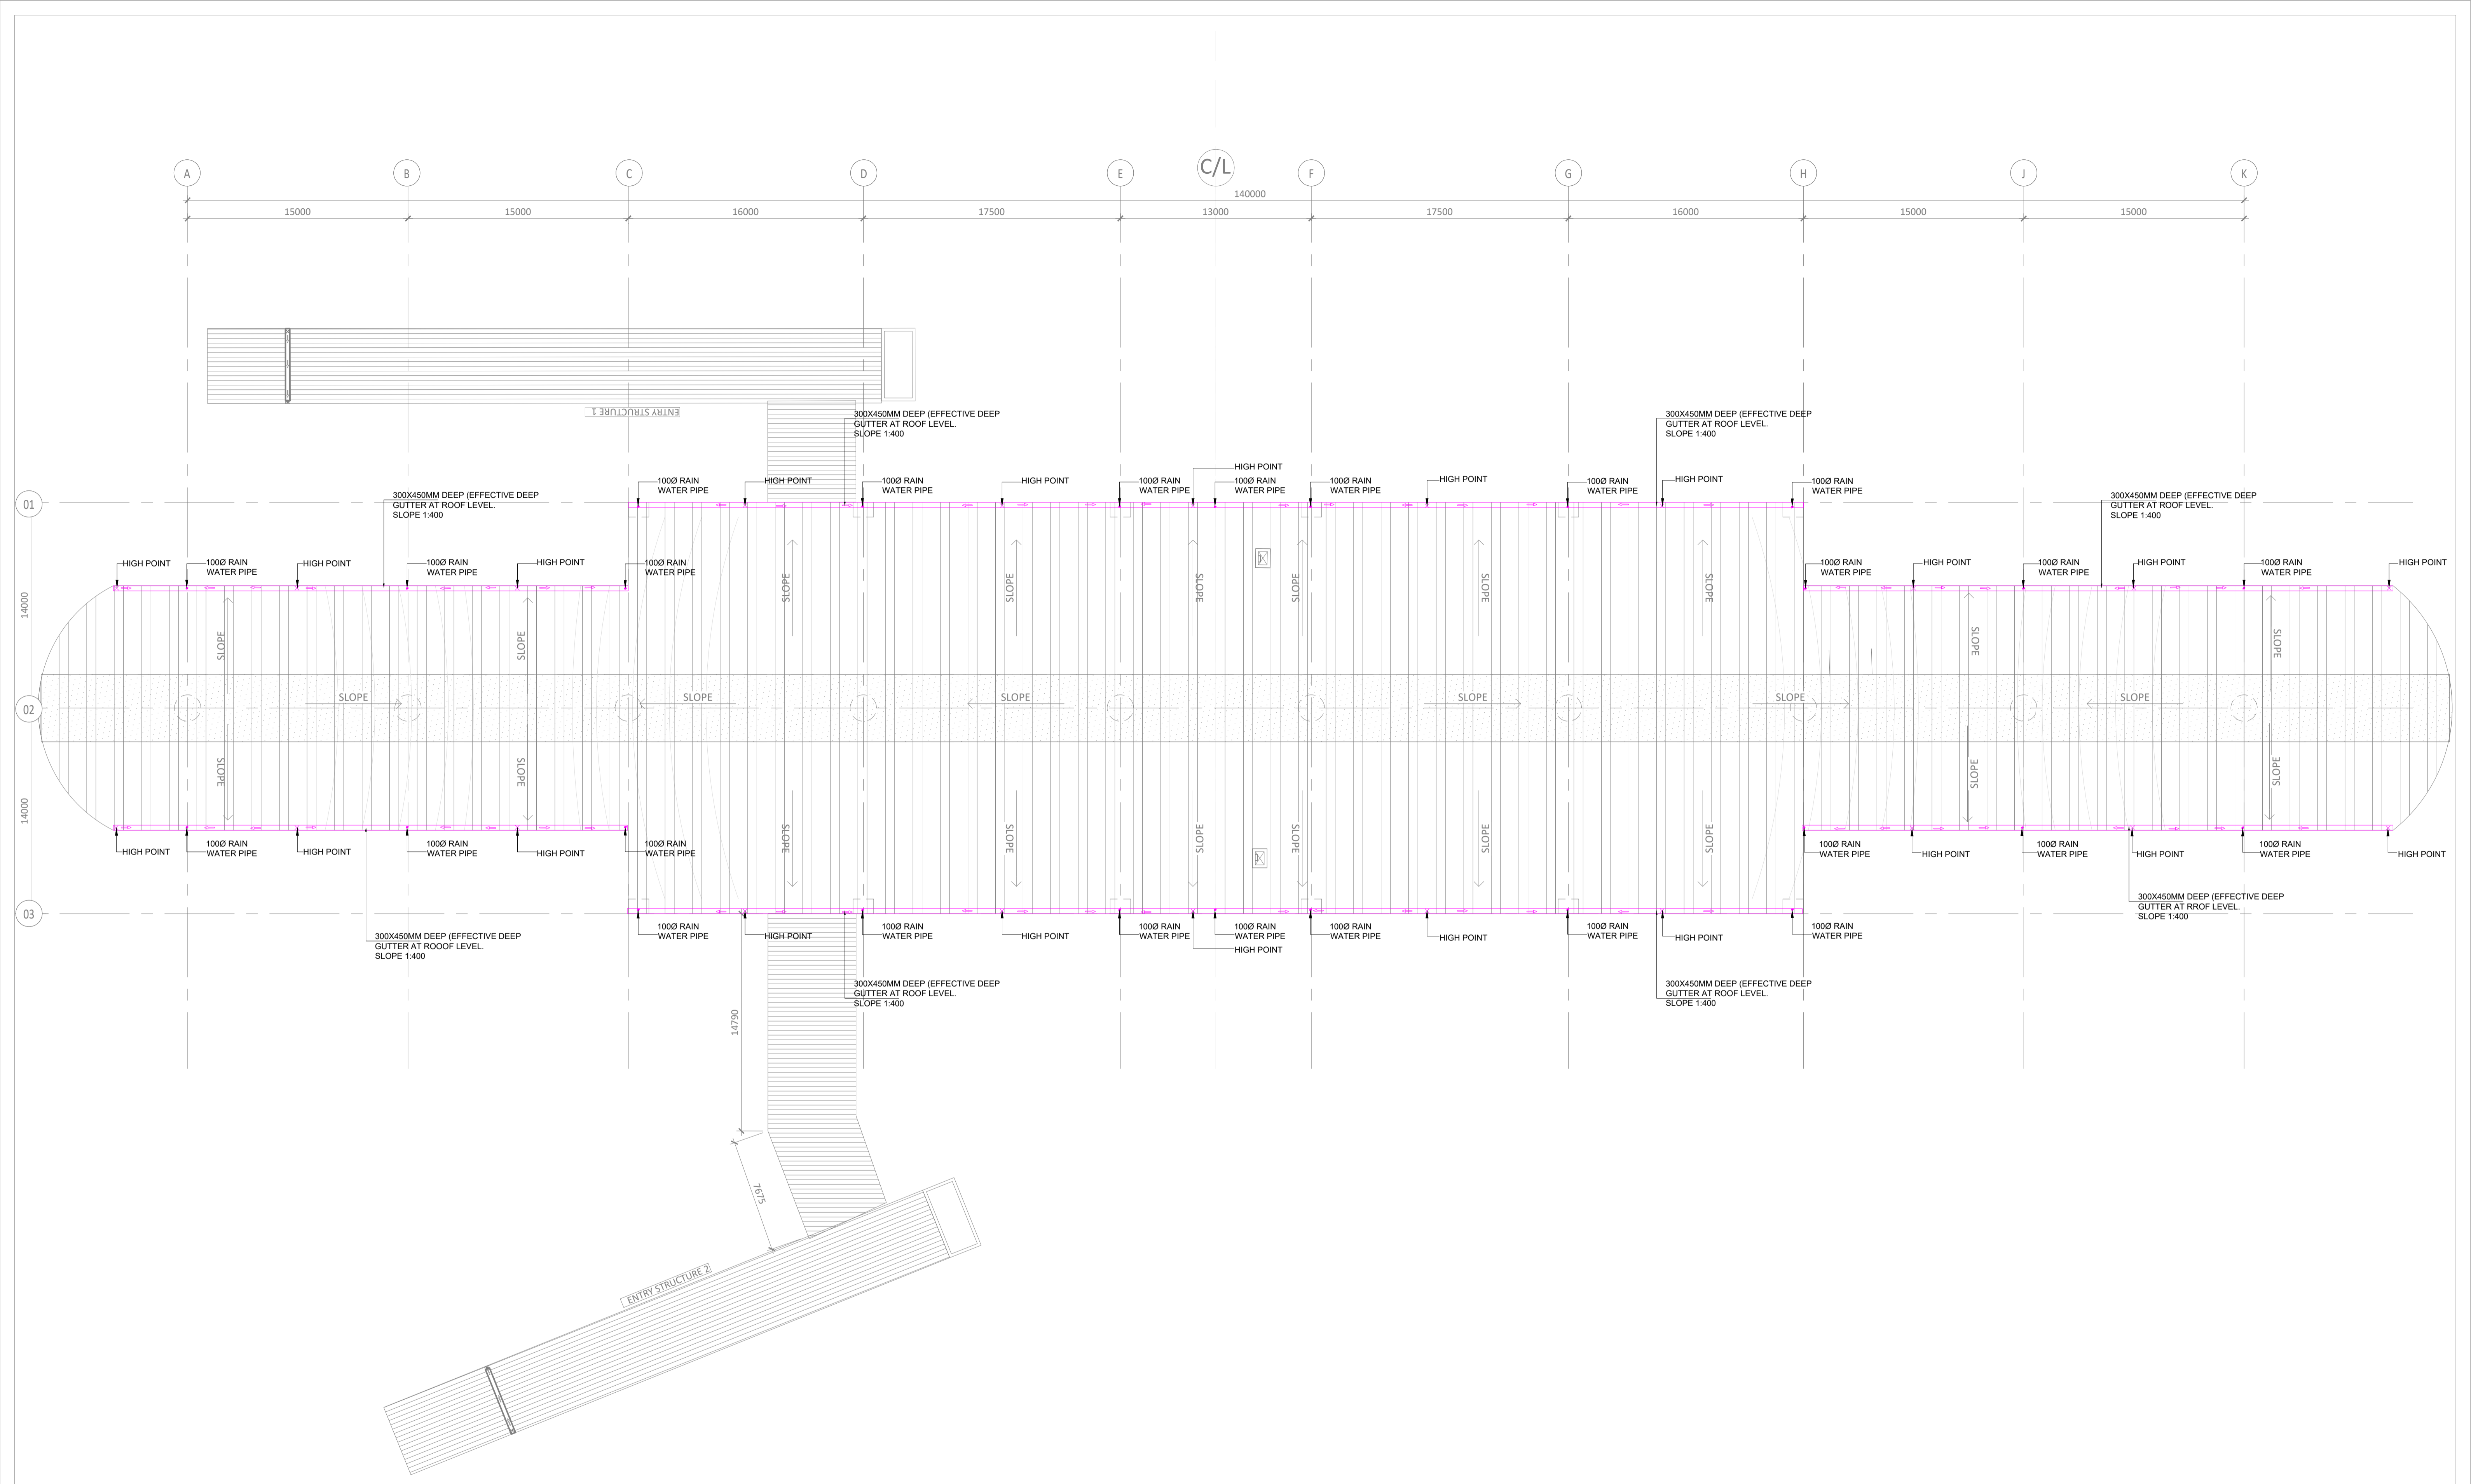 C/L
A
B
C
D
E
F
G
H
J
K
140000
15000
15000
16000
17500
13000
17500
16000
15000
15000
ENTRY STRUCTURE 1
300X450MM DEEP (EFFECTIVE DEEP
GUTTER AT ROOF LEVEL.
SLOPE 1:400
300X450MM DEEP (EFFECTIVE DEEP
GUTTER AT ROOF LEVEL.
SLOPE 1:400
01
100Ø RAIN
WATER PIPE
HIGH POINT
100Ø RAIN
WATER PIPE
HIGH POINT
100Ø RAIN
WATER PIPE
HIGH POINT
100Ø RAIN
WATER PIPE
100Ø RAIN
WATER PIPE
HIGH POINT
100Ø RAIN
WATER PIPE
HIGH POINT
100Ø RAIN
WATER PIPE
300X450MM DEEP (EFFECTIVE DEEP
GUTTER AT ROOF LEVEL.
SLOPE 1:400
300X450MM DEEP (EFFECTIVE DEEP
GUTTER AT ROOF LEVEL.
SLOPE 1:400
HIGH POINT
100Ø RAIN
WATER PIPE
HIGH POINT
100Ø RAIN
WATER PIPE
HIGH POINT
100Ø RAIN
WATER PIPE
100Ø RAIN
WATER PIPE
HIGH POINT
100Ø RAIN
WATER PIPE
HIGH POINT
100Ø RAIN
WATER PIPE
HIGH POINT
14000
SLOPE
SLOPE
SLOPE
SLOPE
SLOPE
SLOPE
SLOPE
SLOPE
SLOPE
SLOPE
02
SLOPE
SLOPE
SLOPE
SLOPE
SLOPE
SLOPE
14000
SLOPE
SLOPE
SLOPE
SLOPE
SLOPE
SLOPE
SLOPE
SLOPE
SLOPE
SLOPE
HIGH POINT
100Ø RAIN
WATER PIPE
HIGH POINT
100Ø RAIN
WATER PIPE
HIGH POINT
100Ø RAIN
WATER PIPE
100Ø RAIN
WATER PIPE
HIGH POINT
100Ø RAIN
WATER PIPE
HIGH POINT
100Ø RAIN
WATER PIPE
HIGH POINT
03
300X450MM DEEP (EFFECTIVE DEEP
GUTTER AT RROF LEVEL.
SLOPE 1:400
100Ø RAIN
WATER PIPE
HIGH POINT
100Ø RAIN
WATER PIPE
HIGH POINT
100Ø RAIN
WATER PIPE
100Ø RAIN
WATER PIPE
HIGH POINT
100Ø RAIN
WATER PIPE
HIGH POINT
100Ø RAIN
WATER PIPE
HIGH POINT
100Ø RAIN
WATER PIPE
300X450MM DEEP (EFFECTIVE DEEP
GUTTER AT ROOOF LEVEL.
SLOPE 1:400
300X450MM DEEP (EFFECTIVE DEEP
GUTTER AT ROOF LEVEL.
SLOPE 1:400
300X450MM DEEP (EFFECTIVE DEEP
GUTTER AT ROOF LEVEL.
SLOPE 1:400
14790
7675
ENTRY STRUCTURE 2